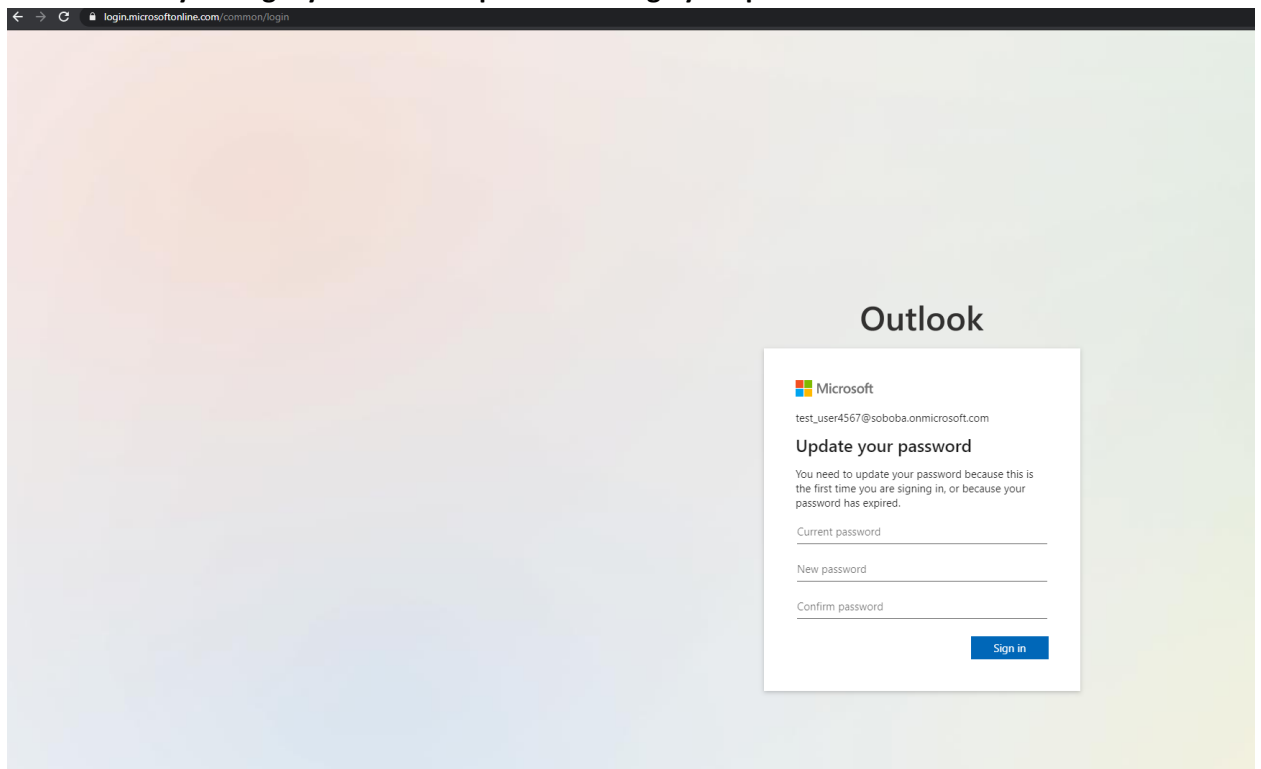 login.microsoftonline.com/common/login
Outlook
Microsoft
test_user4567@soboba.onmicrosoft.com
Update your password
You need to update your password because this is
the first time you are signing in, or because your
password has expired.
Current password
New password
Confirm password
Sign in